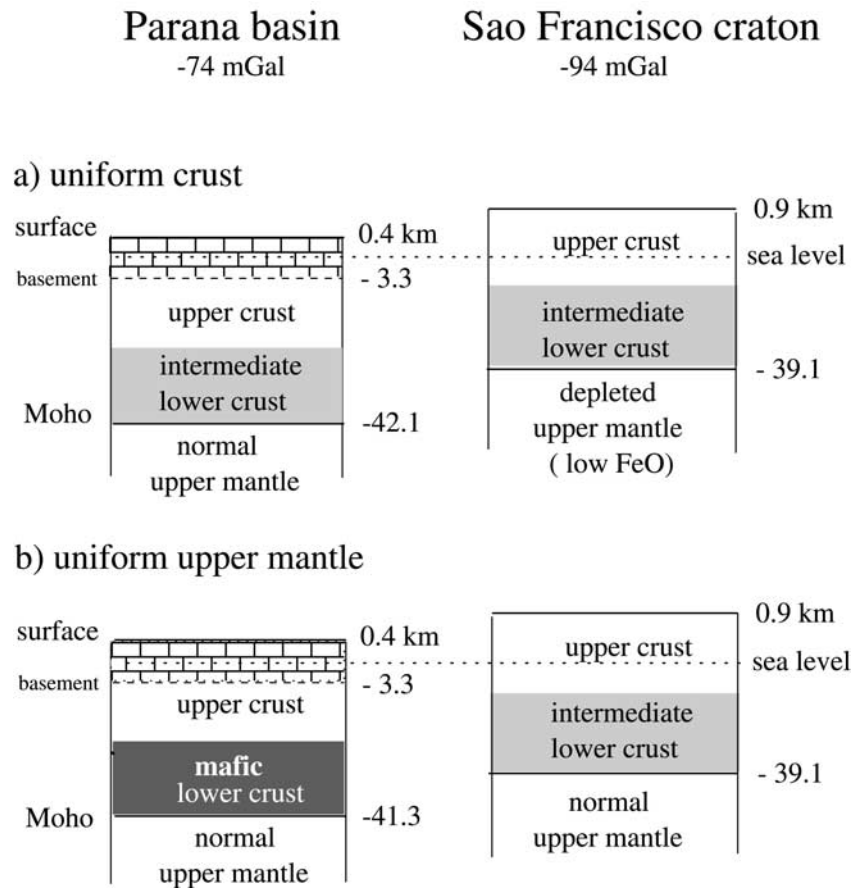 Parana basin
-74 mGal
Sao Francisco craton
-94 mGal
a) uniform crust
surface
0.4 km
basement
- 3.3
upper crust
intermediate
lower crust
Moho
-42.1
normal
upper mantle
0.9 km
upper crust
sea level
intermediate
lower crust
- 39.1
depleted
upper mantle
( low FeO)
b) uniform upper mantle
surface
0.4 km
basement
- 3.3
upper crust
mafic
lower crust
Moho
-41.3
normal
upper mantle
0.9 km
upper crust
sea level
intermediate
lower crust
- 39.1
normal
upper mantle